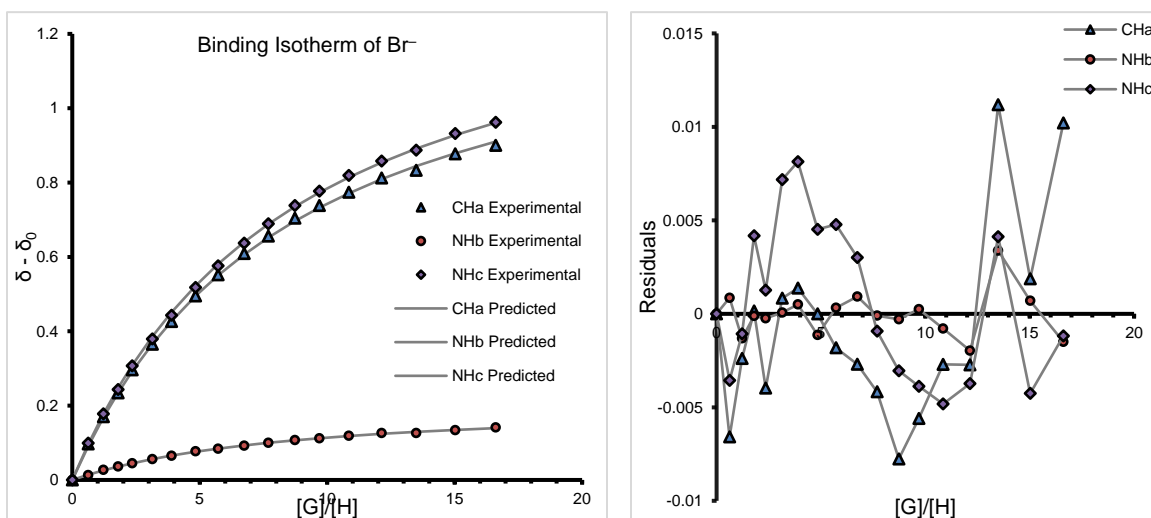 Binding Isotherm of Br–
δ - δ0
1.2
1
0.8
0.6
0.4
0.2
0
0
5
10
15
20
[G]/[H]
CHa Experimental
NHb Experimental
NHc Experimental
CHa Predicted
NHb Predicted
NHc Predicted
Residuals
0.015
0.01
0.005
0
-0.005
-0.01
0
5
10
15
20
[G]/[H]
CHa
NHb
NHc